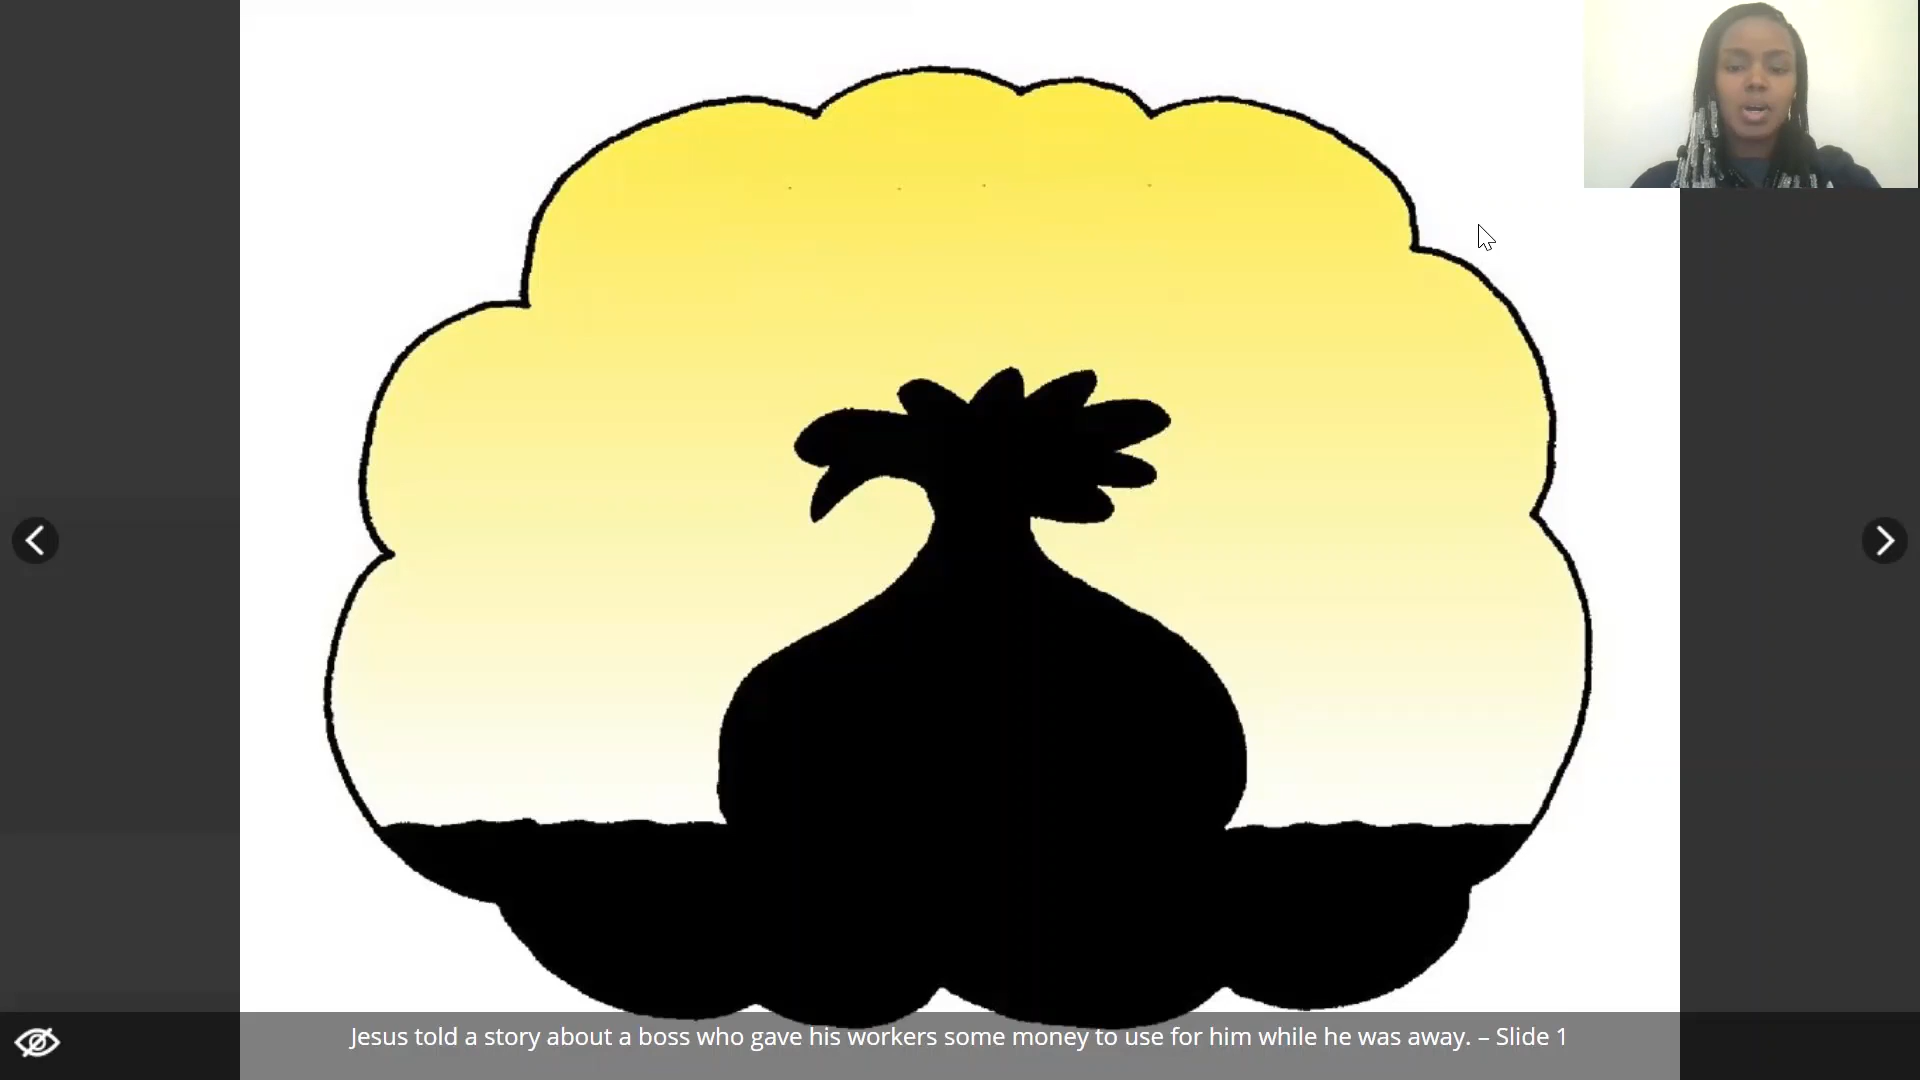 Jesus told a story about a boss who gave his workers some money to use for him while he was away. – Slide 1